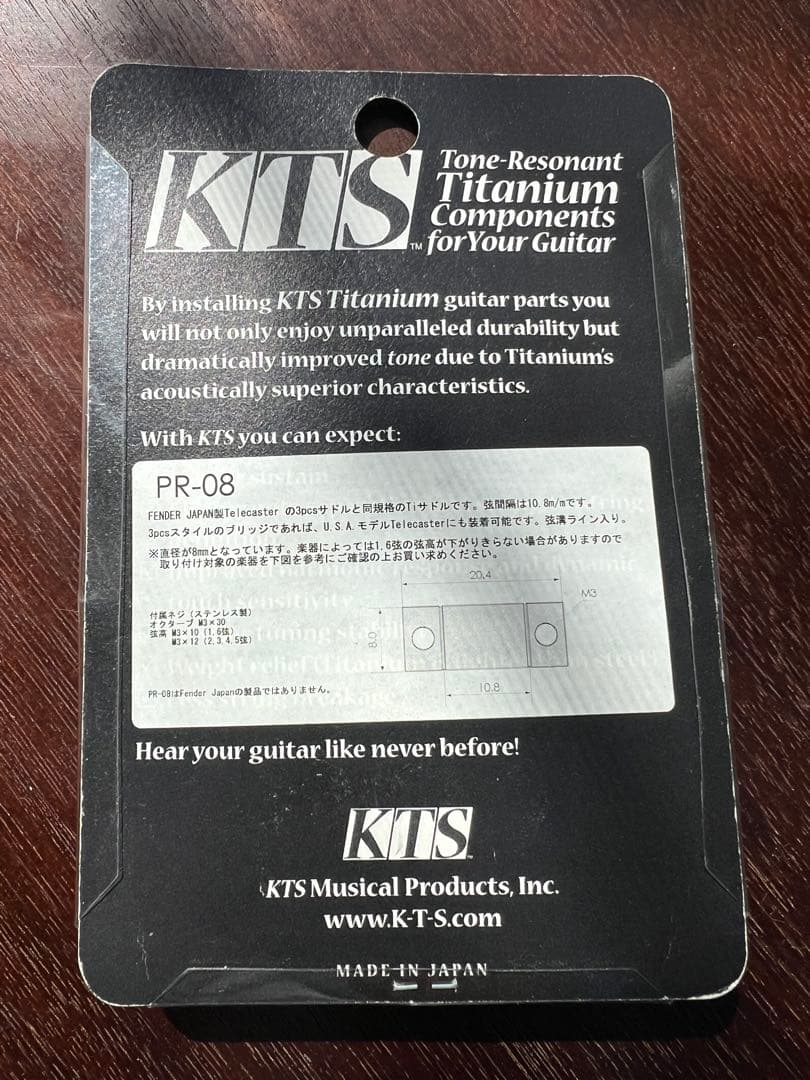 KTS™
Tone-Resonant
Titanium
Components
for Your Guitar
By installing KTS Titanium guitar parts you
will not only enjoy unparalleled durability but
dramatically improved tone due to Titanium's
acoustically superior characteristics.
With KTS you can expect:
PR-08
FENDER JAPAN製Telecaster の3pcsサドルと同規格のTiサドルです。弦間隔は10.8m/mです。
3pcsスタイルのブリッジであれば、U.S.A.モデルTelecasterにも装着可能です。弦溝ライン入り。
※直径が8mmとなっています。楽器によっては1,6弦の弦高が下がりきらない場合がありますので
取り付け対象の楽器を下図を参考にご確認の上お買い求めください。
20.4
M3
付属ネジ（ステンレス製）
オクターブ M3×30
弦高 M3×10（1,6弦）
M3×12（2,3,4,5弦）
8.0
10.8
PR-08はFender Japanの製品ではありません。
Hear your guitar like never before!
KTS™
KTS Musical Products, Inc.
www.K-T-S.com
MADE IN JAPAN